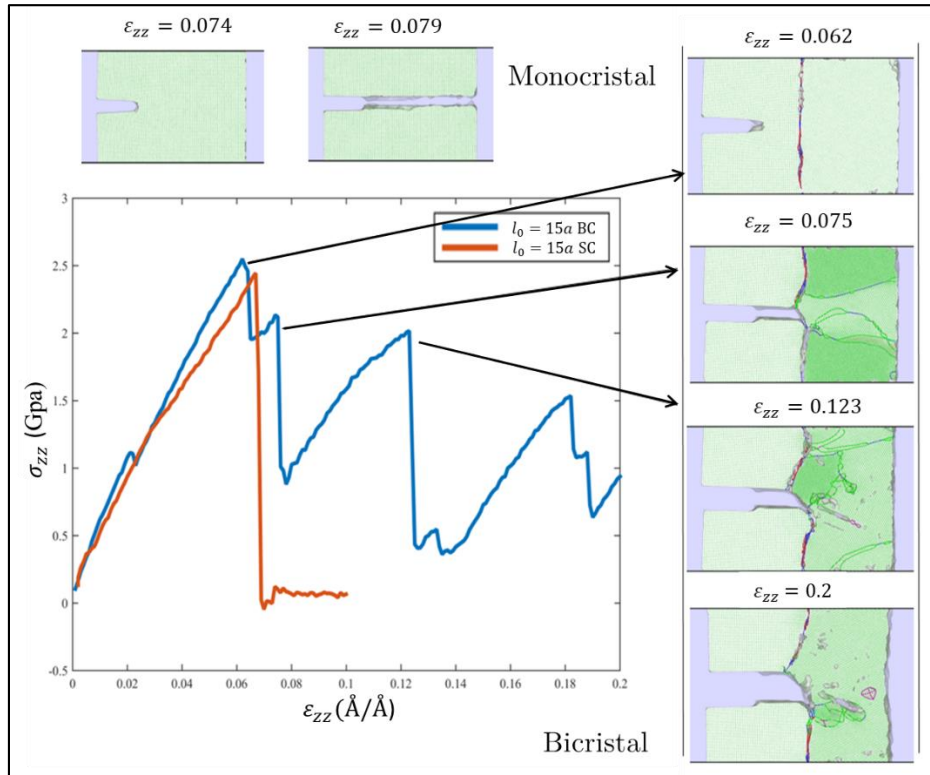 ε_zz = 0.074
ε_zz = 0.079
Monocristal
ε_zz = 0.062
ε_zz = 0.075
ε_zz = 0.123
ε_zz = 0.2
Bicristal
l₀ = 15a BC
l₀ = 15a SC
σ_zz (Gpa)
3
2.5
2
1.5
1
0.5
0
-0.5
0
0.02
0.04
0.06
0.08
0.1
0.12
0.14
0.16
0.18
0.2
ε_zz (Å/Å)